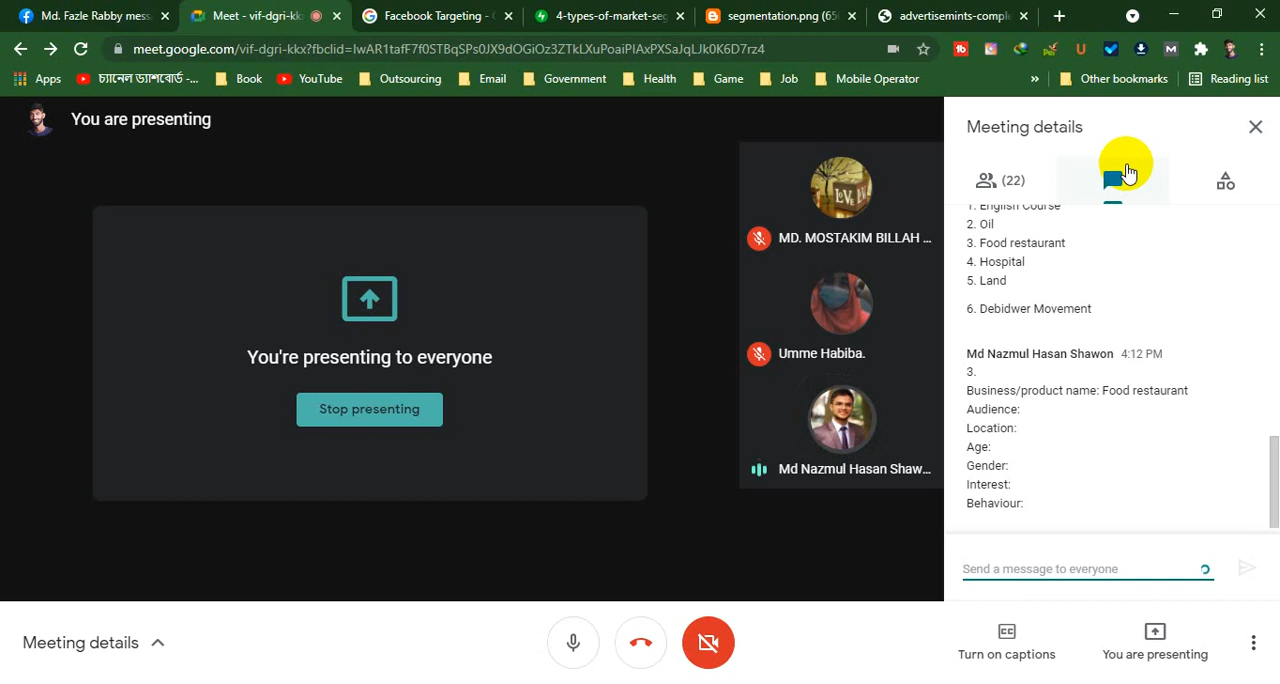 Md. Fazle Rabby mess
Meet - vif-dgri-kk
Facebook Targeting -
4-types-of-market-seg
segmentation.png (65
advertisemints-comple
meet.google.com/vif-dgri-kkx?fbclid=IwAR1tafF7f0STBqSPs0JX9dOGiOz3ZTkLXuPoaiPIAxPXSaJqLJk0K6D7rz4
Apps
চ্যানেল ড্যাশবোর্ড -...
Book
YouTube
Outsourcing
Email
Government
Health
Game
Job
Mobile Operator
»
Other bookmarks
Reading list
You are presenting
You're presenting to everyone
Stop presenting
LOVE
MD. MOSTAKIM BILLAH ...
Umme Habiba.
Md Nazmul Hasan Shaw...
Meeting details
(22)
1. English Course
2. Oil
3. Food restaurant
4. Hospital
5. Land
6. Debidwer Movement
Md Nazmul Hasan Shawon 4:12 PM
3.
Business/product name: Food restaurant
Audience:
Location:
Age:
Gender:
Interest:
Behaviour:
Send a message to everyone
Meeting details
Turn on captions
You are presenting